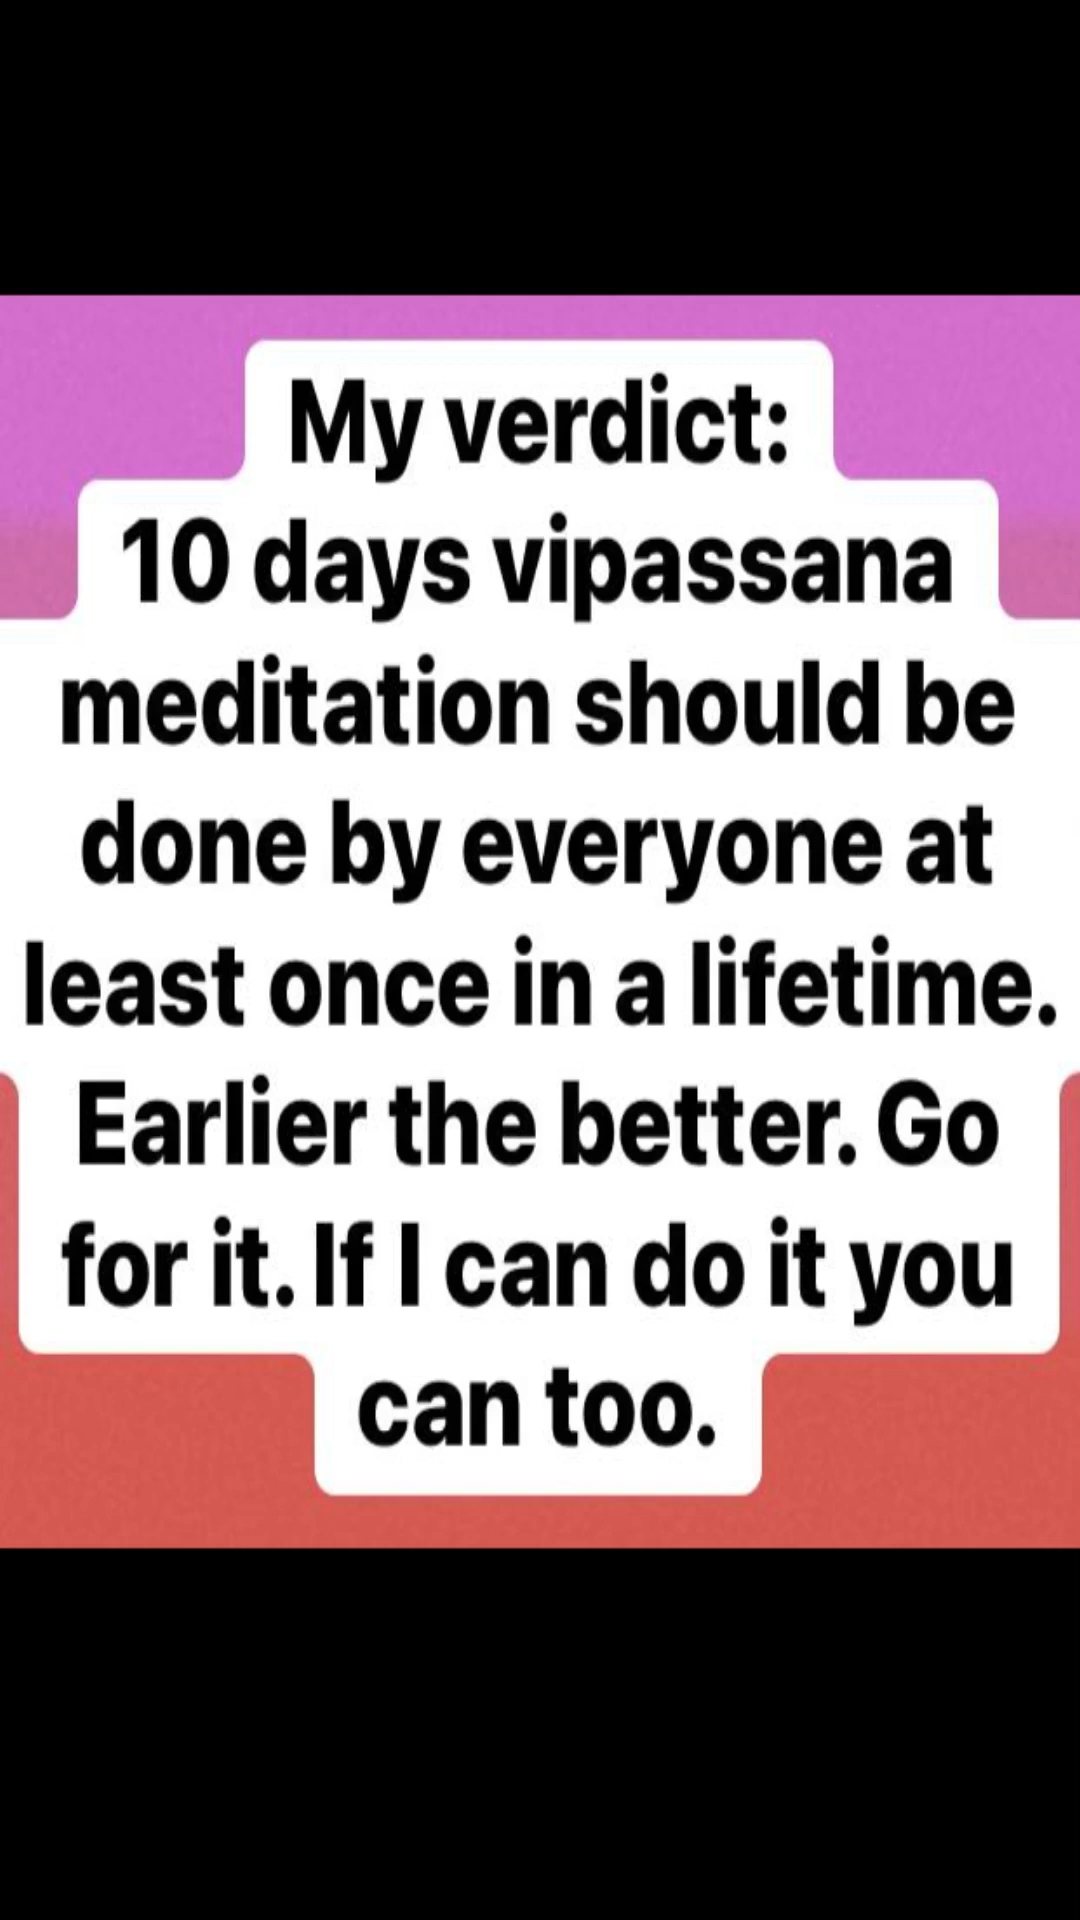 My verdict:
10 days vipassana
meditation should be
done by everyone at
least once in a lifetime.
Earlier the better. Go
for it. If I can do it you
can too.